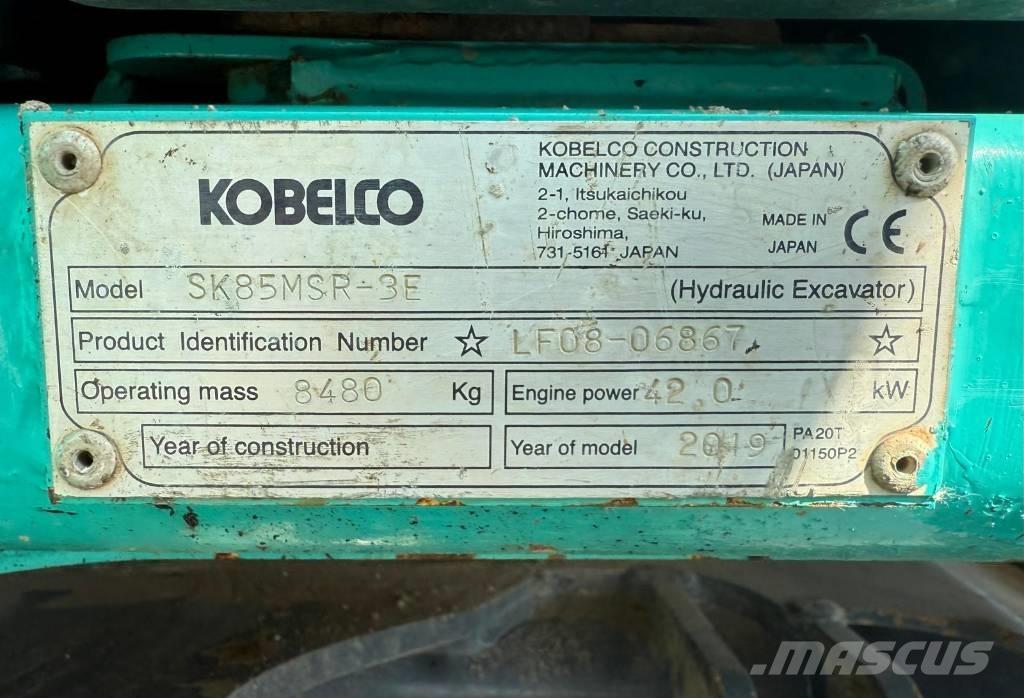 KOBELCO
KOBELCO CONSTRUCTION
MACHINERY CO., LTD. (JAPAN)
2-1, Itsukaichikou
2-chome, Saeki-ku,
Hiroshima,
731-5161 JAPAN
MADE IN
JAPAN
CE
Model SK85MSR-3E (Hydraulic Excavator)
Product Identification Number ☆ LF08-06867 ☆
Operating mass 8480 Kg
Engine power 42.0 kW
Year of construction
Year of model 2019
PA20T
01150P2
MASCUS